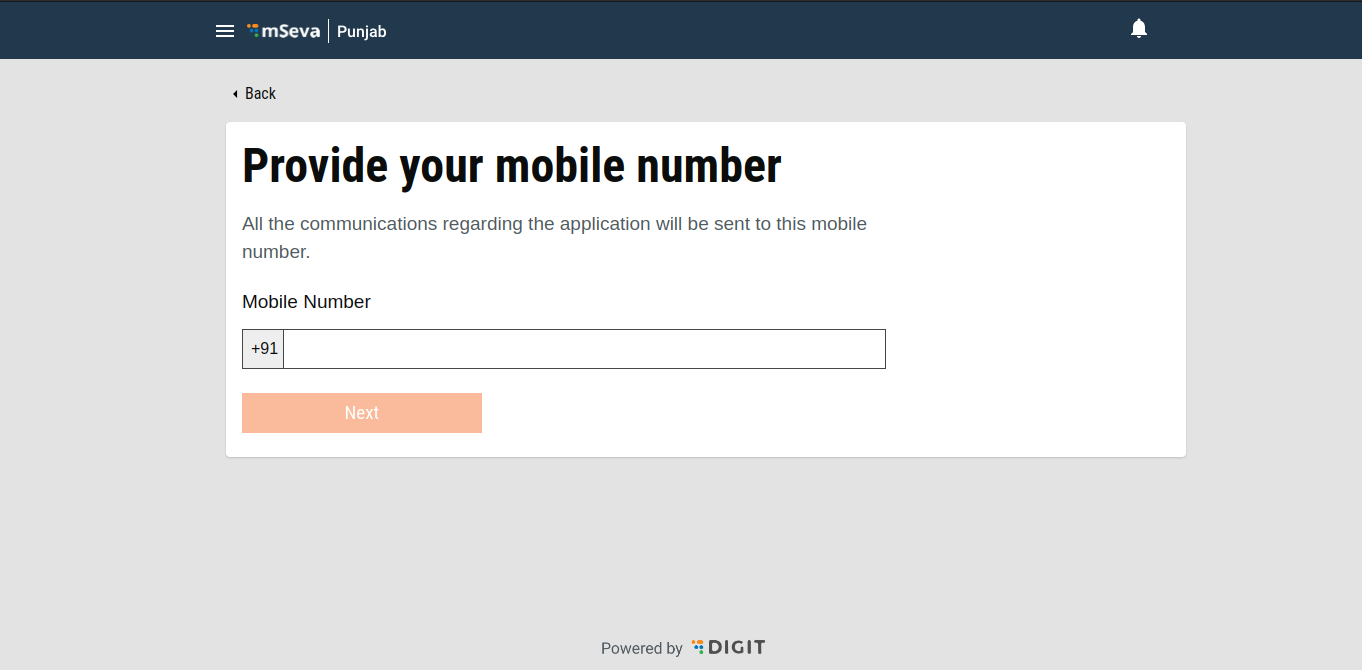 mSeva
Punjab
Back
Provide your mobile number
All the communications regarding the application will be sent to this mobile
number.
Mobile Number
+91
Next
Powered by DIGIT